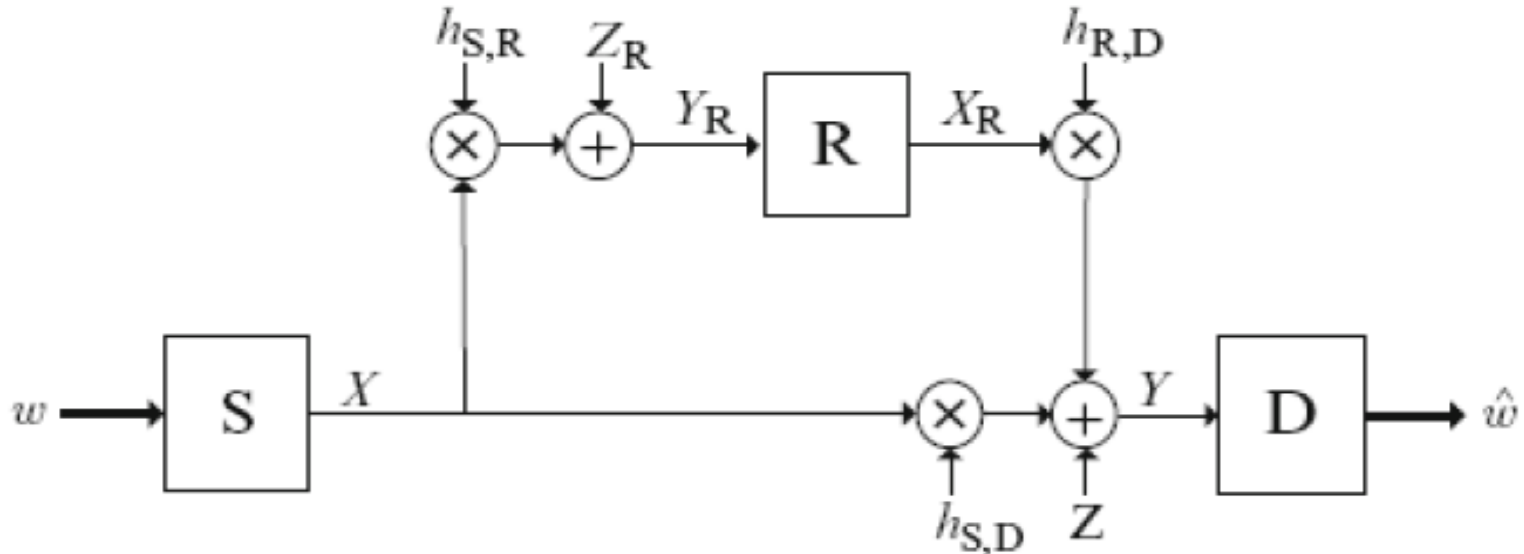 h_{S,R} Z_R h_{R,D}
Y_R R X_R
w S X Y D ŵ
h_{S,D} Z